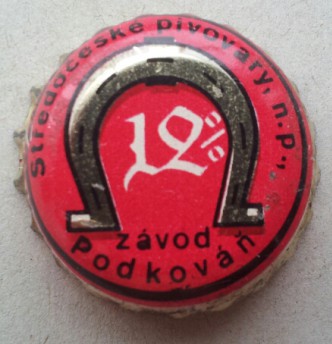 Středočeské pivovary, n.p.,
12%
závod
Podkováň